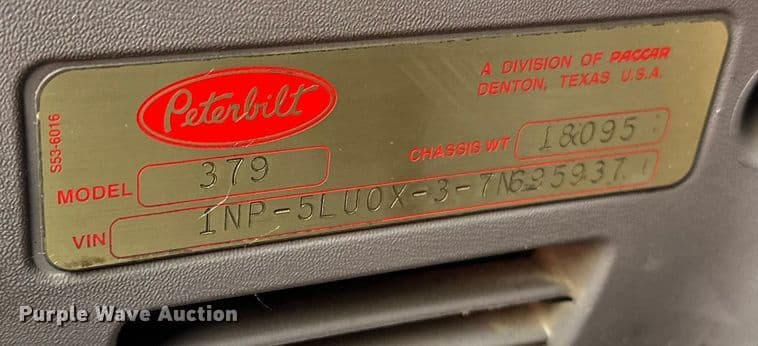 Peterbilt
A DIVISION OF PACCAR
DENTON, TEXAS U.S.A.
S53-6016
MODEL 379
CHASSIS WT 18095
VIN 1NP-5LU0X-3-7N695937
Purple Wave Auction